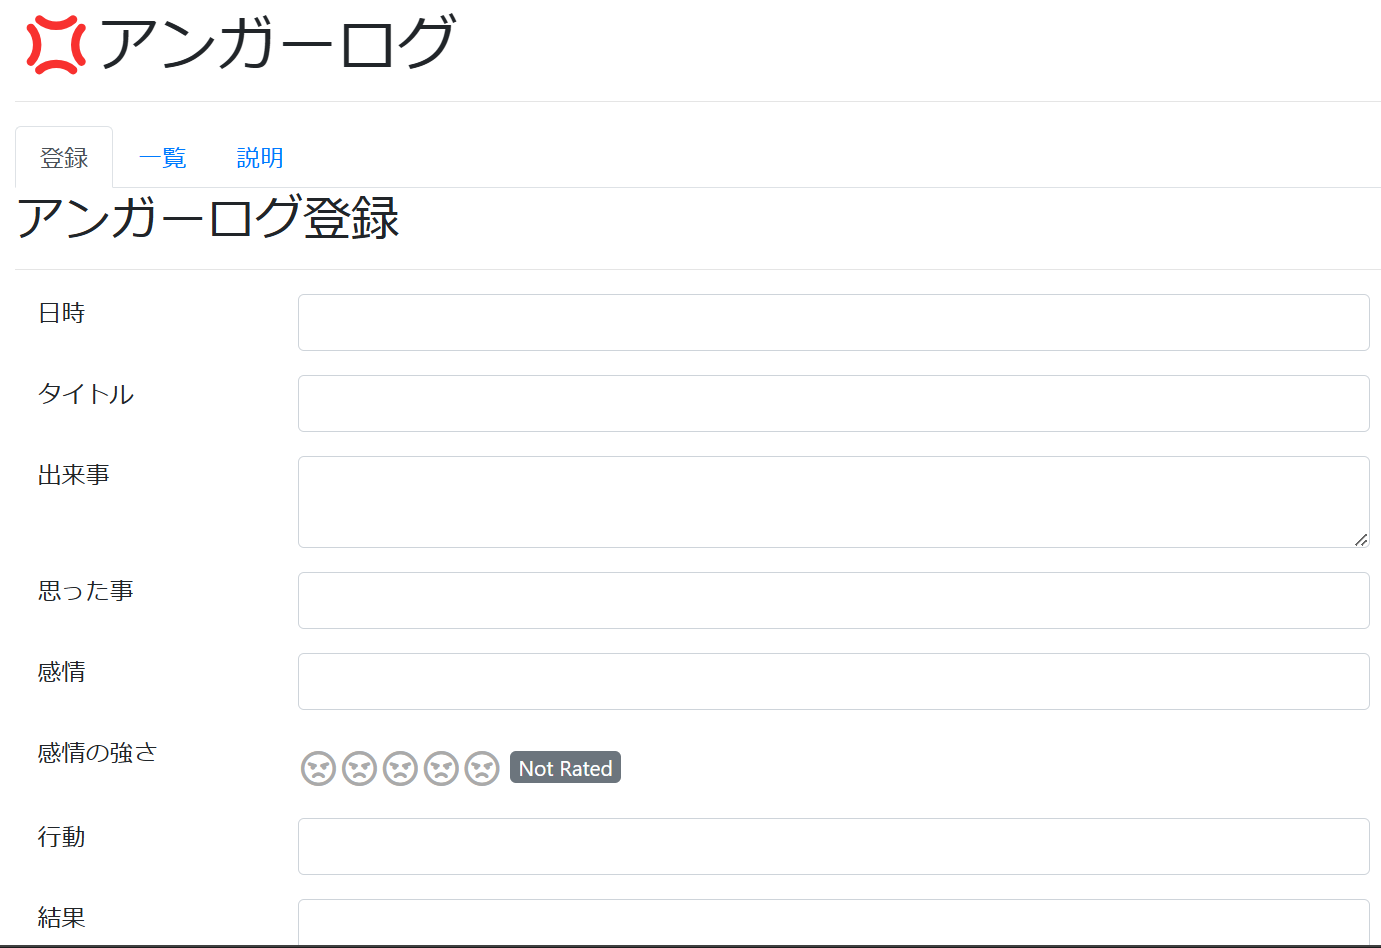 アンガーログ
登録 一覧 説明
アンガーログ登録
日時
タイトル
出来事
思った事
感情
感情の強さ Not Rated
行動
結果